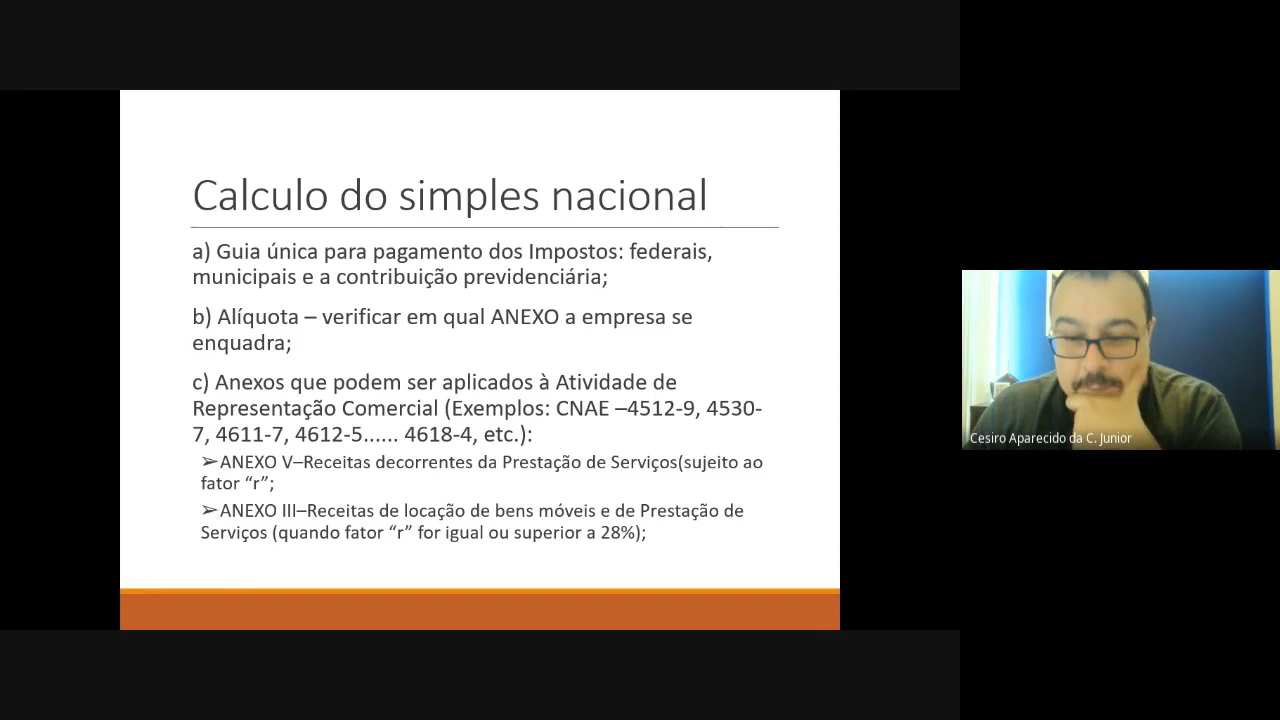 Calculo do simples nacional
a) Guia única para pagamento dos Impostos: federais,
municipais e a contribuição previdenciária;
b) Alíquota – verificar em qual ANEXO a empresa se
enquadra;
c) Anexos que podem ser aplicados à Atividade de
Representação Comercial (Exemplos: CNAE –4512-9, 4530-
7, 4611-7, 4612-5...... 4618-4, etc.):
➢ANEXO V–Receitas decorrentes da Prestação de Serviços(sujeito ao
fator “r”;
➢ANEXO III–Receitas de locação de bens móveis e de Prestação de
Serviços (quando fator “r” for igual ou superior a 28%);
Cesiro Aparecido da C. Junior